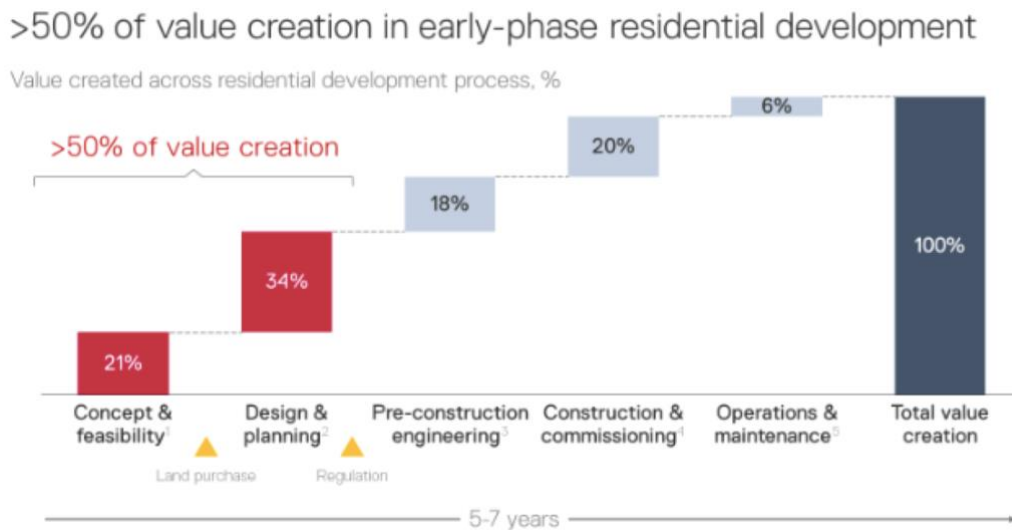 >50% of value creation in early-phase residential development
Value created across residential development process, %
>50% of value creation
21%
34%
18%
20%
6%
100%
Concept &
feasibility¹
Design &
planning²
Pre-construction
engineering³
Construction &
commissioning⁴
Operations &
maintenance⁵
Total value
creation
Land purchase
Regulation
5-7 years